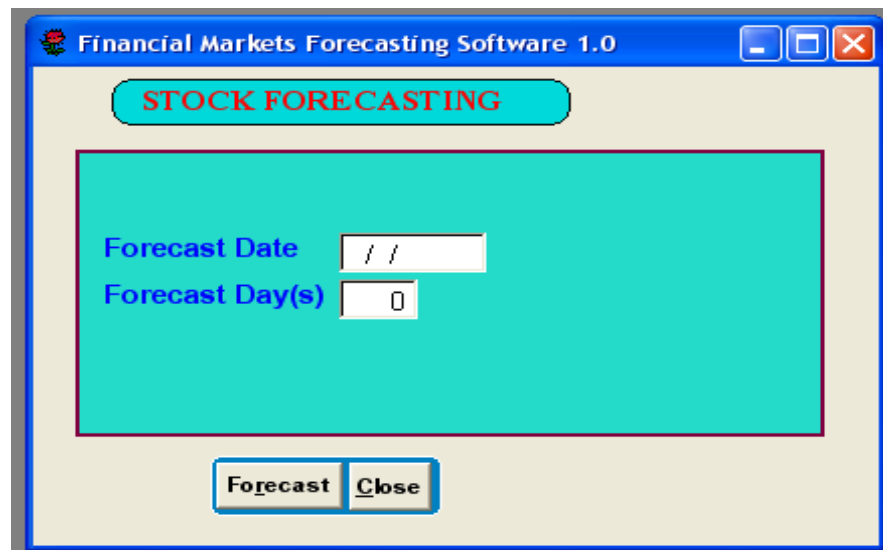 Financial Markets Forecasting Software 1.0
STOCK FORECASTING
Forecast Date / /
Forecast Day(s) 0
Forecast Close